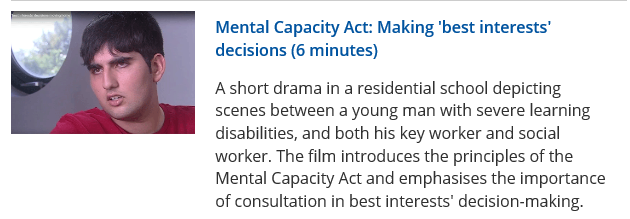 Mental Capacity Act: Making 'best interests'
decisions (6 minutes)
A short drama in a residential school depicting
scenes between a young man with severe learning
disabilities, and both his key worker and social
worker. The film introduces the principles of the
Mental Capacity Act and emphasises the importance
of consultation in best interests' decision-making.